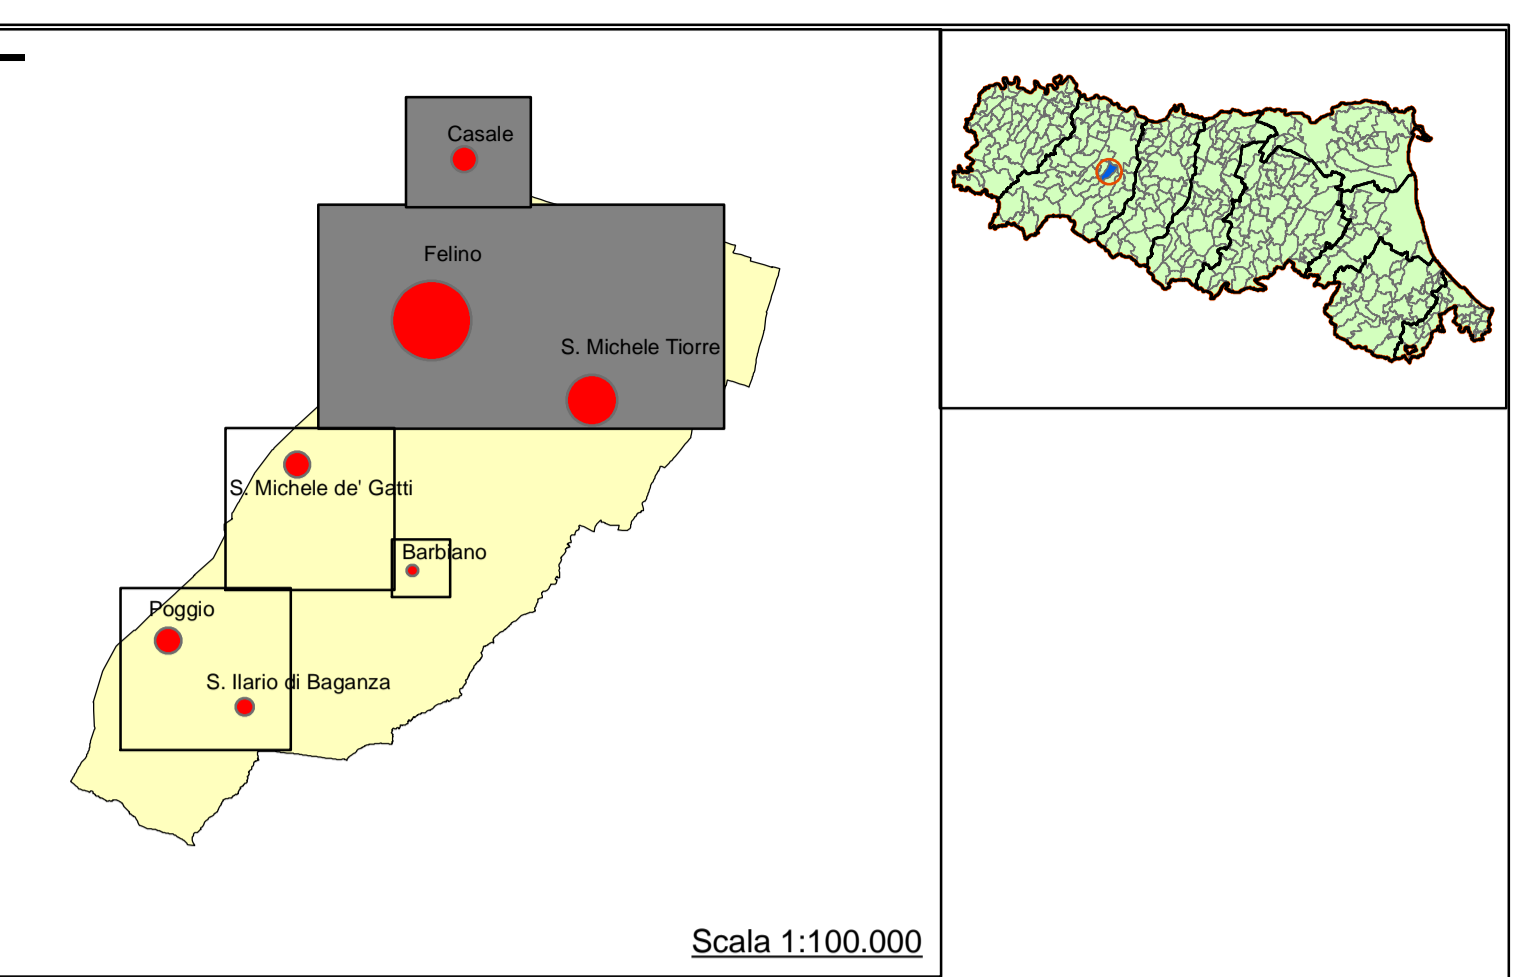 Casale
Felino
S. Michele Tiorre
S. Michele de' Gatti
Barbiano
Poggio
S. Ilario di Baganza
Scala 1:100.000